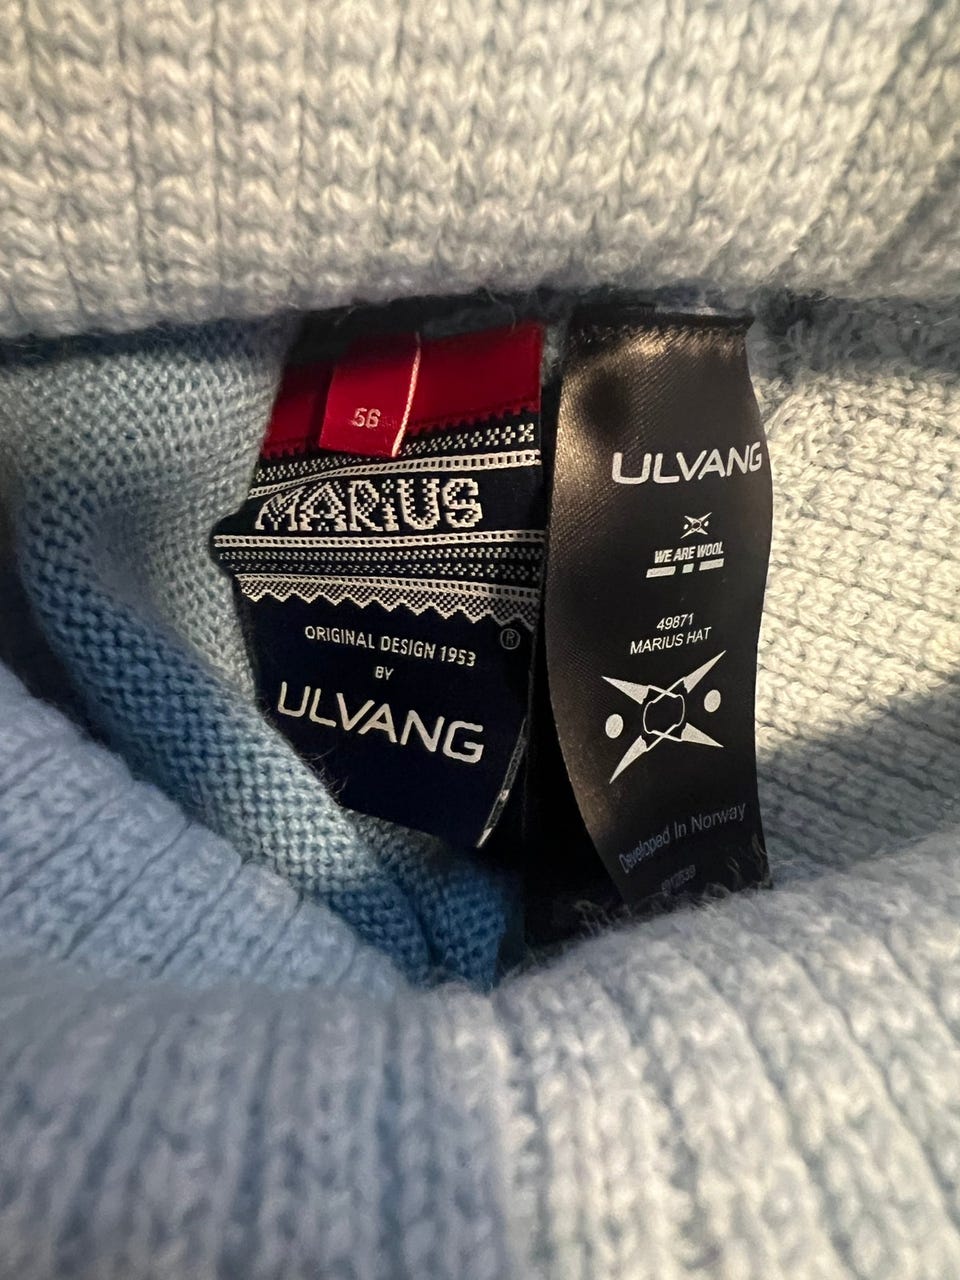 56
MARIUS
®
ORIGINAL DESIGN 1953
BY
ULVANG
ULVANG
WE ARE WOOL
49871
MARIUS HAT
Developed In Norway